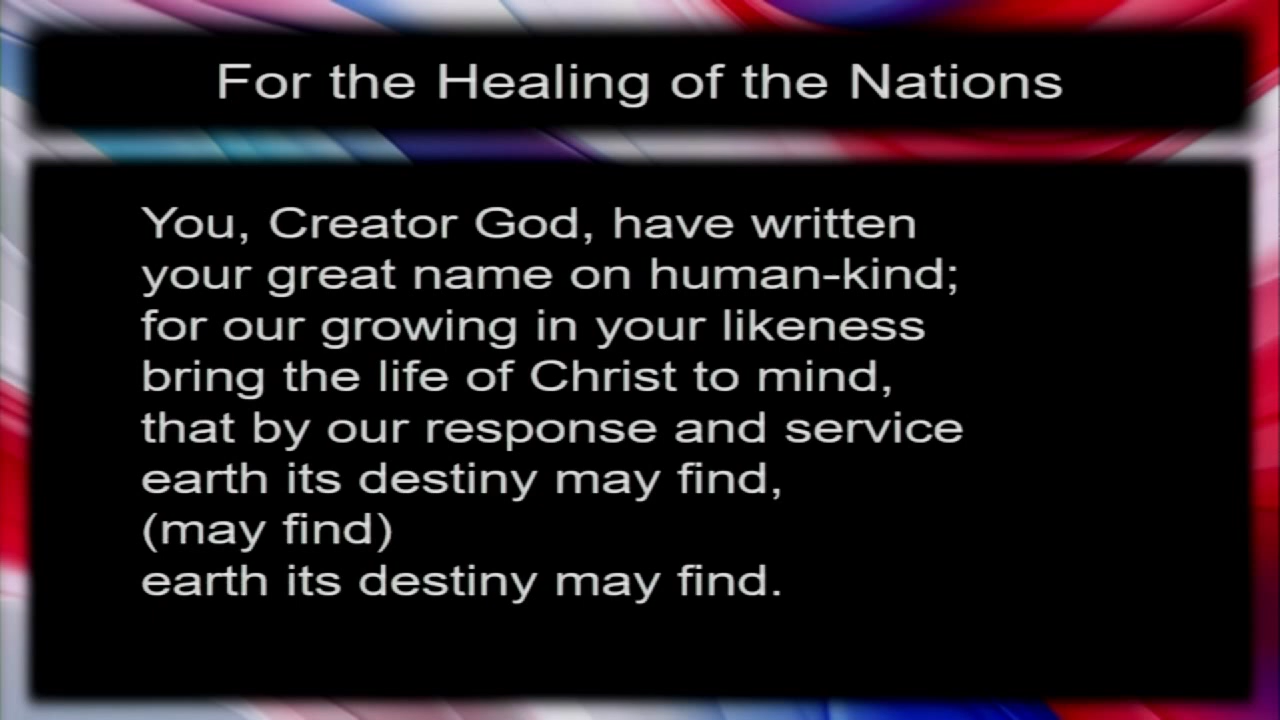 For the Healing of the Nations
You, Creator God, have written
your great name on human-kind;
for our growing in your likeness
bring the life of Christ to mind,
that by our response and service
earth its destiny may find,
(may find)
earth its destiny may find.